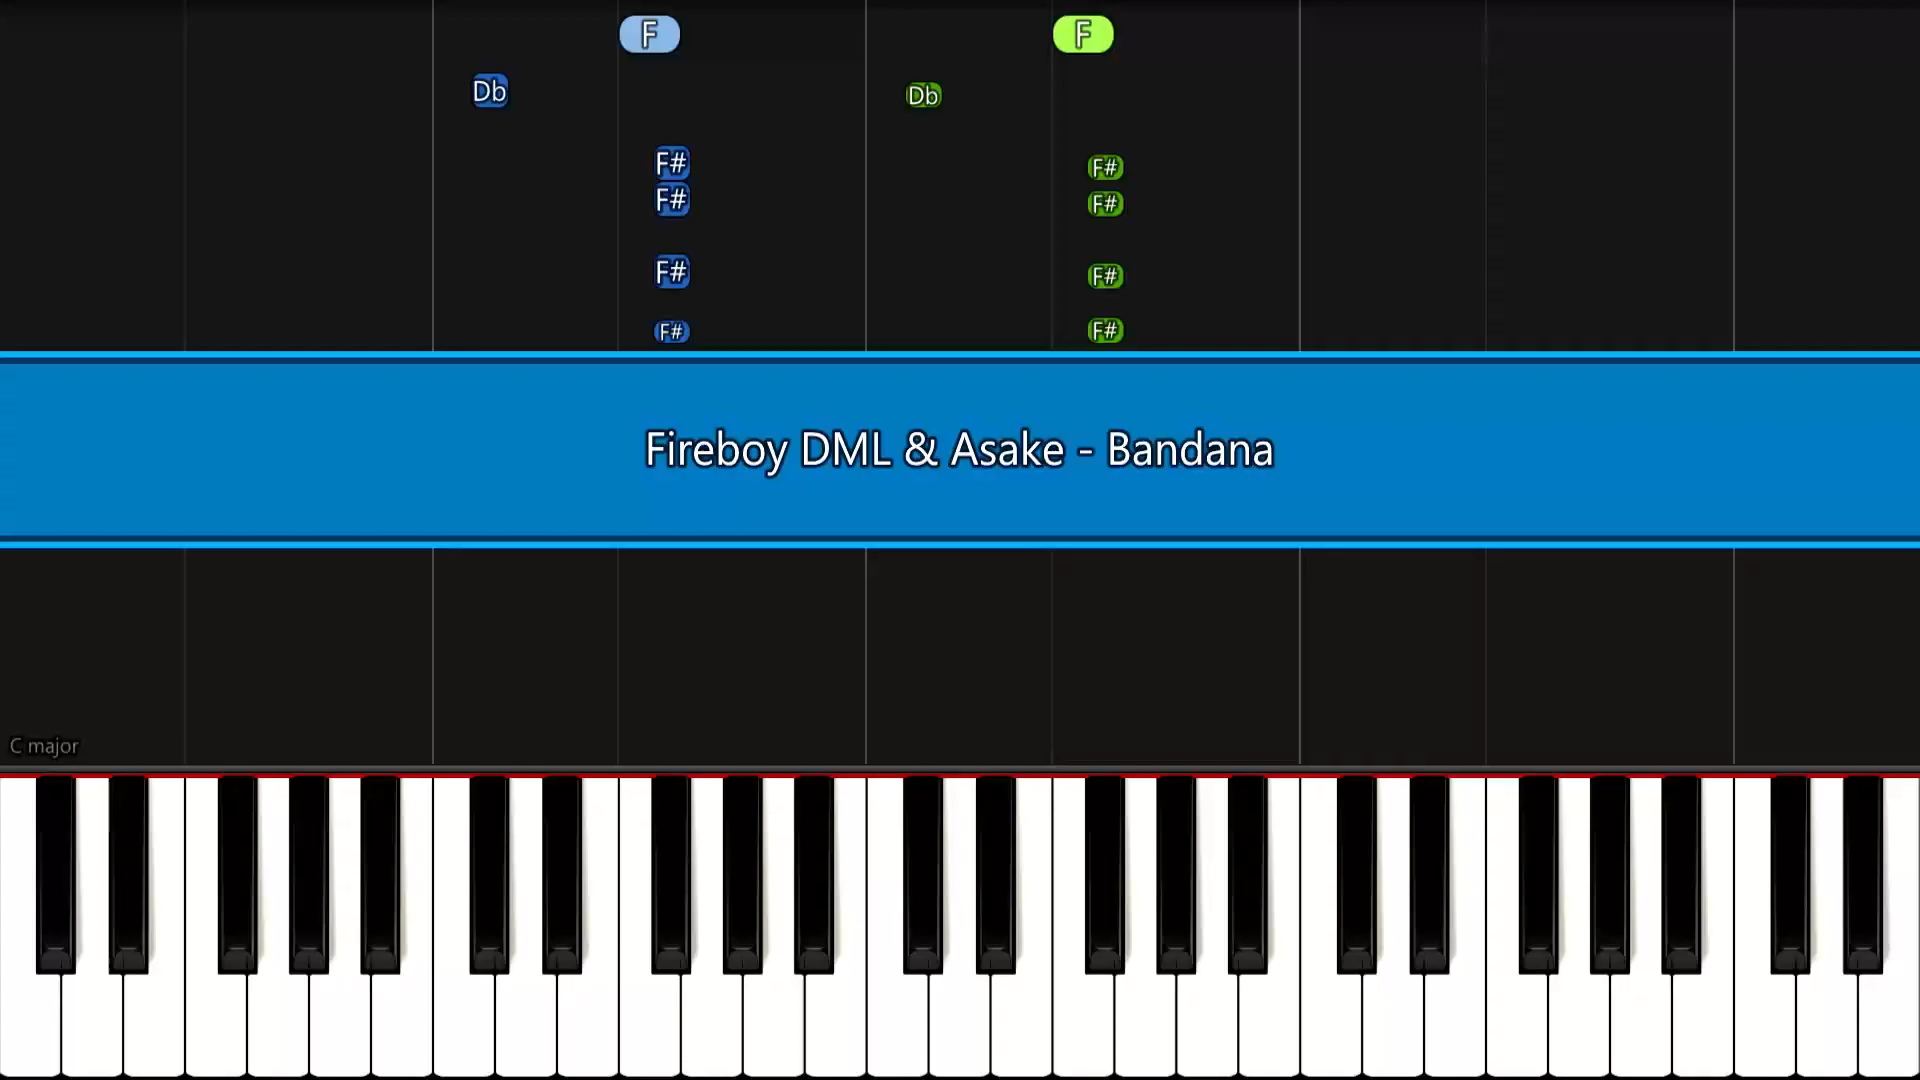 F F
Db Db
F# F#
F# F#
F# F#
F# F#
Fireboy DML & Asake - Bandana
C major